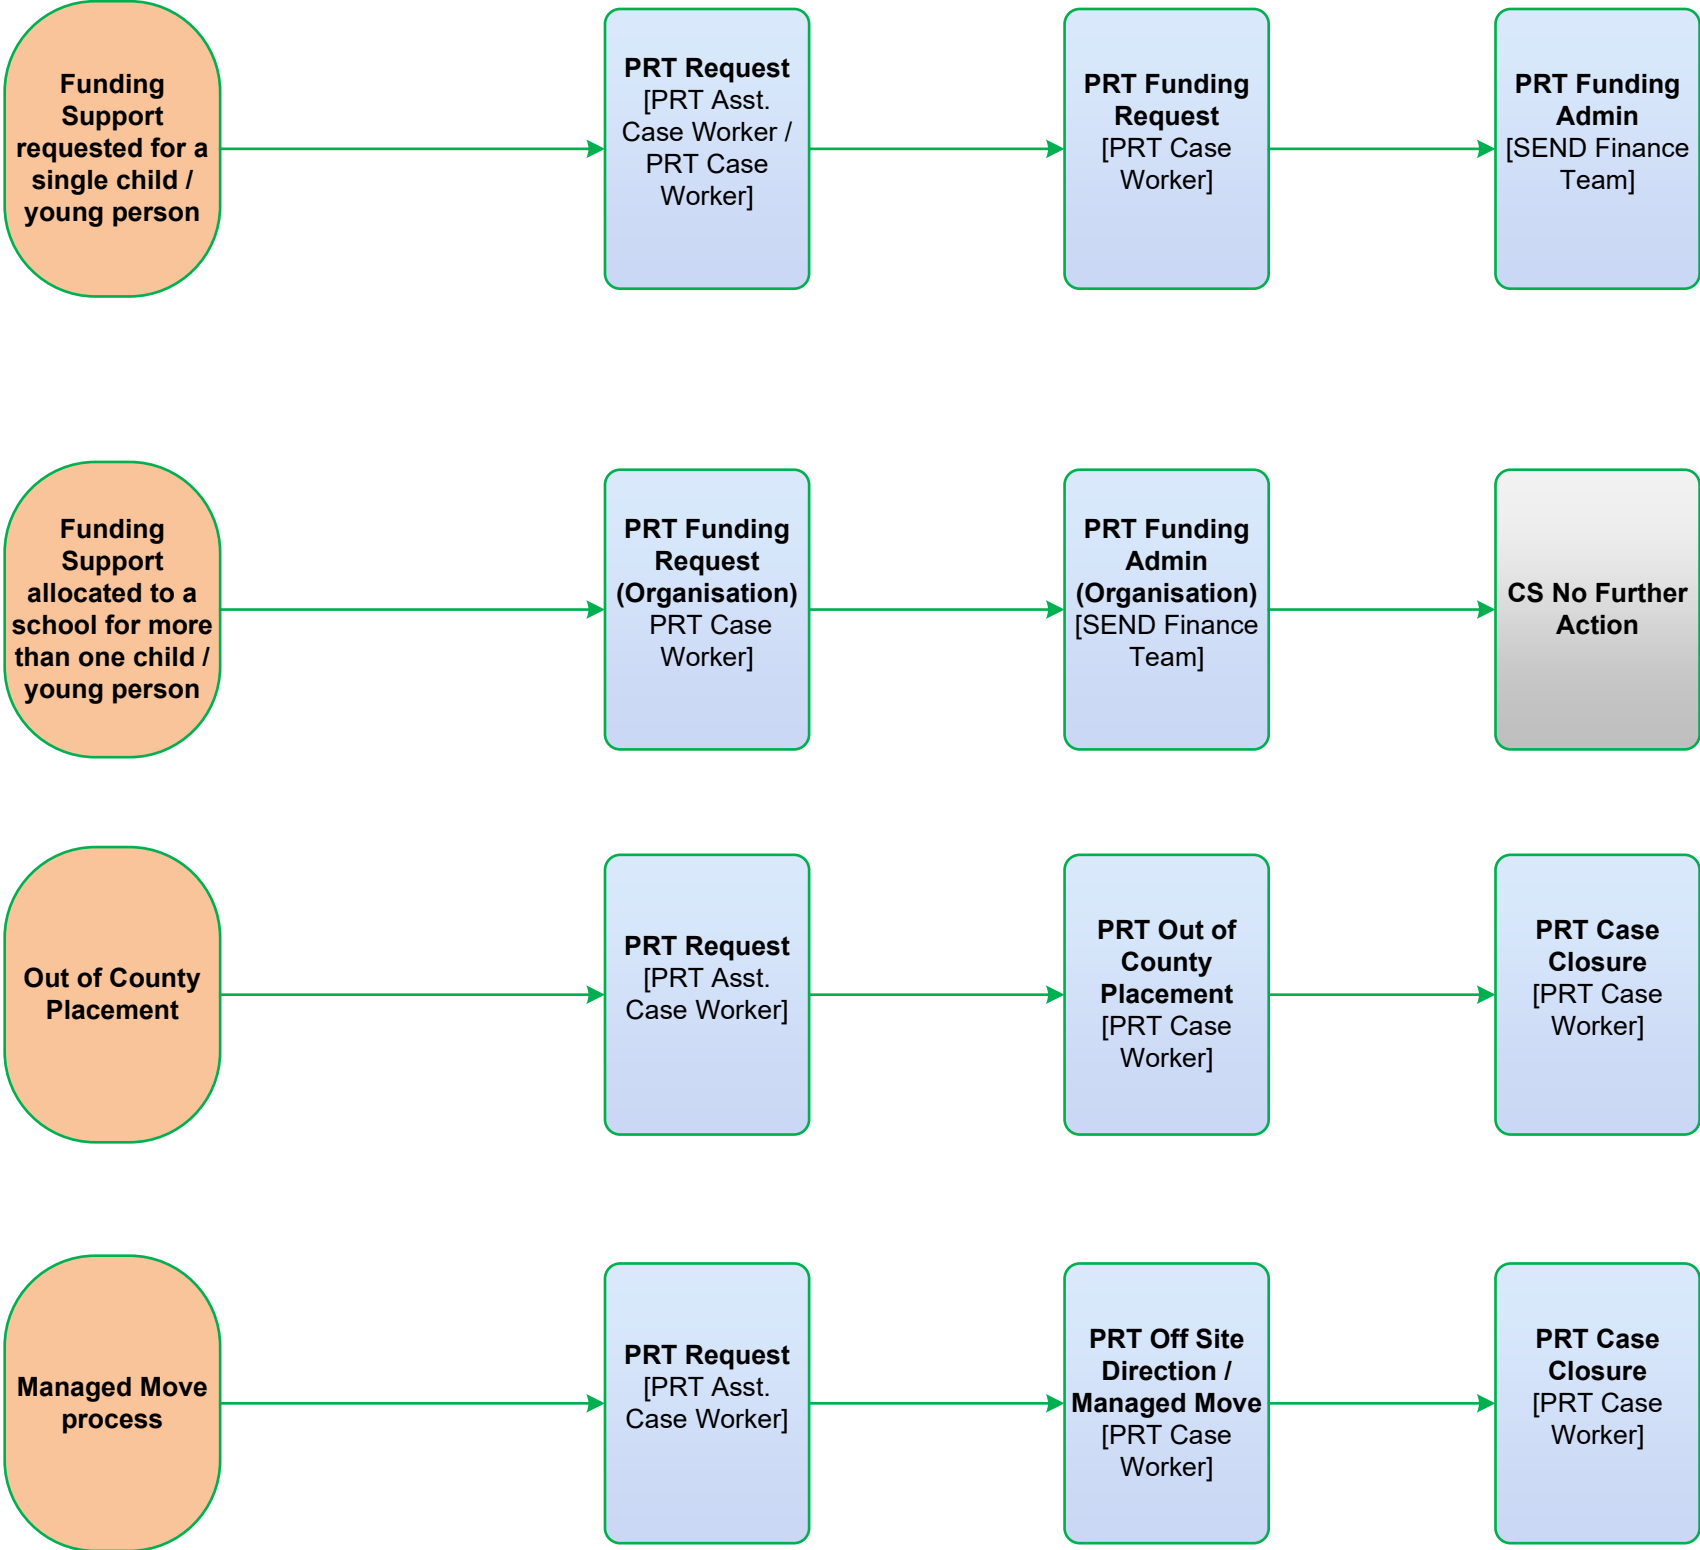 Funding
Support
requested for a
single child /
young person
PRT Request
[PRT Asst.
Case Worker /
PRT Case
Worker]
PRT Funding
Request
[PRT Case
Worker]
PRT Funding
Admin
[SEND Finance
Team]
Funding
Support
allocated to a
school for more
than one child /
young person
PRT Funding
Request
(Organisation)
PRT Case
Worker]
PRT Funding
Admin
(Organisation)
[SEND Finance
Team]
CS No Further
Action
Out of County
Placement
PRT Request
[PRT Asst.
Case Worker]
PRT Out of
County
Placement
[PRT Case
Worker]
PRT Case
Closure
[PRT Case
Worker]
Managed Move
process
PRT Request
[PRT Asst.
Case Worker]
PRT Off Site
Direction /
Managed Move
[PRT Case
Worker]
PRT Case
Closure
[PRT Case
Worker]